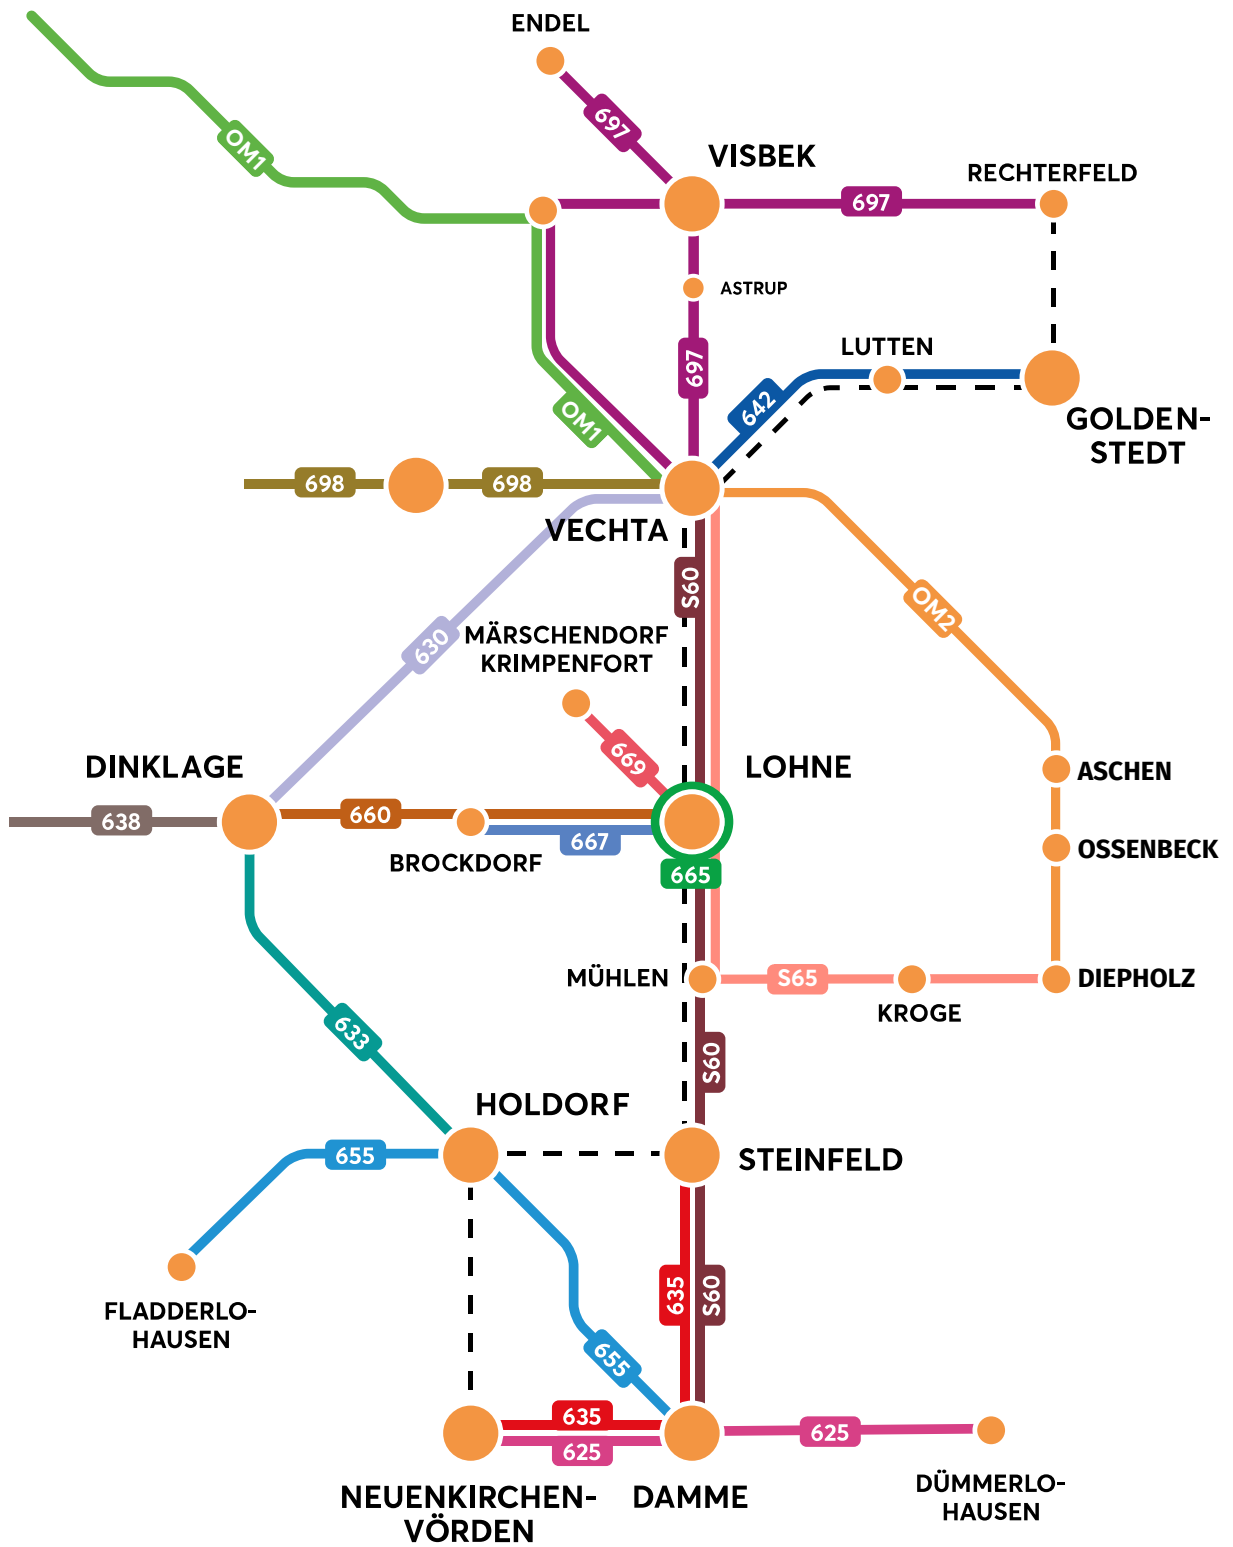 ENDEL
697
OM1
VISBEK
RECHTERFELD
697
ASTRUP
LUTTEN
697
642
OM1
GOLDEN-
STEDT
698
698
VECHTA
S60
OM2
630
MÄRSCHENDORF
KRIMPENFORT
669
DINKLAGE
LOHNE
ASCHEN
660
638
667
OSSENBECK
BROCKDORF
665
MÜHLEN
S65
DIEPHOLZ
KROGE
633
S60
HOLDORF
655
STEINFELD
635
S60
FLADDERLO-
HAUSEN
655
635
625
625
NEUENKIRCHEN-
VÖRDEN
DAMME
DÜMMERLO-
HAUSEN